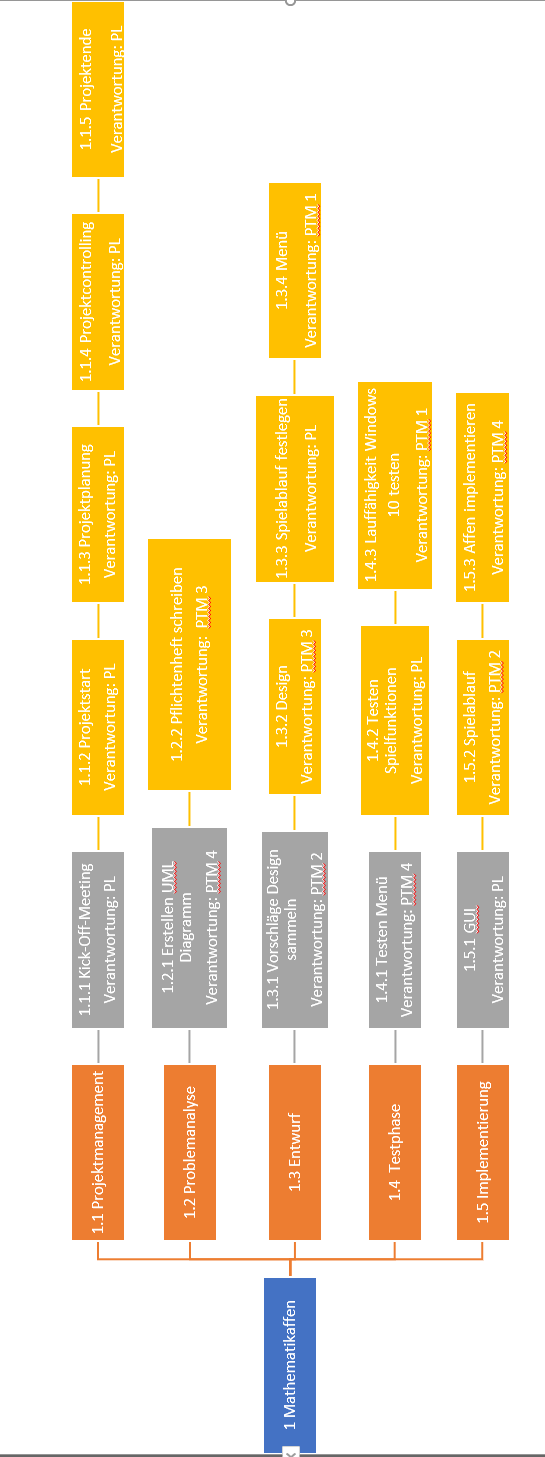 1 Mathematikaffen
1.1 Projektmanagement
1.1.1 Kick-Off-Meeting
Verantwortung: PL
1.1.2 Projektstart
Verantwortung: PL
1.1.3 Projektplanung
Verantwortung: PL
1.1.4 Projektcontrolling
Verantwortung: PL
1.1.5 Projektende
Verantwortung: PL
1.2 Problemanalyse
1.2.1 Erstellen UML
Diagramm
Verantwortung: PTM 4
1.2.2 Pflichtenheft schreiben
Verantwortung: PTM 3
1.3 Entwurf
1.3.1 Vorschläge Design
sammeln
Verantwortung: PTM 2
1.3.2 Design
Verantwortung: PTM 3
1.3.3 Spielablauf festlegen
Verantwortung: PL
1.3.4 Menü
Verantwortung: PTM 1
1.4 Testphase
1.4.1 Testen Menü
Verantwortung: PTM 4
1.4.2 Testen
Spielfunktionen
Verantwortung: PL
1.4.3 Lauffähigkeit Windows
10 testen
Verantwortung: PTM 1
1.5 Implementierung
1.5.1 GUI
Verantwortung: PL
1.5.2 Spielablauf
Verantwortung: PTM 2
1.5.3 Affen implementieren
Verantwortung: PTM 4